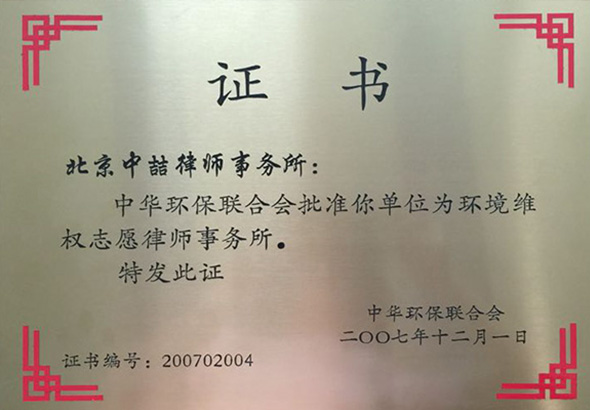 证 书
北京中喆律师事务所：
中华环保联合会批准你单位为环境维
权志愿律师事务所。
特发此证
中华环保联合会
二〇〇七年十二月一日
证书编号：200702004